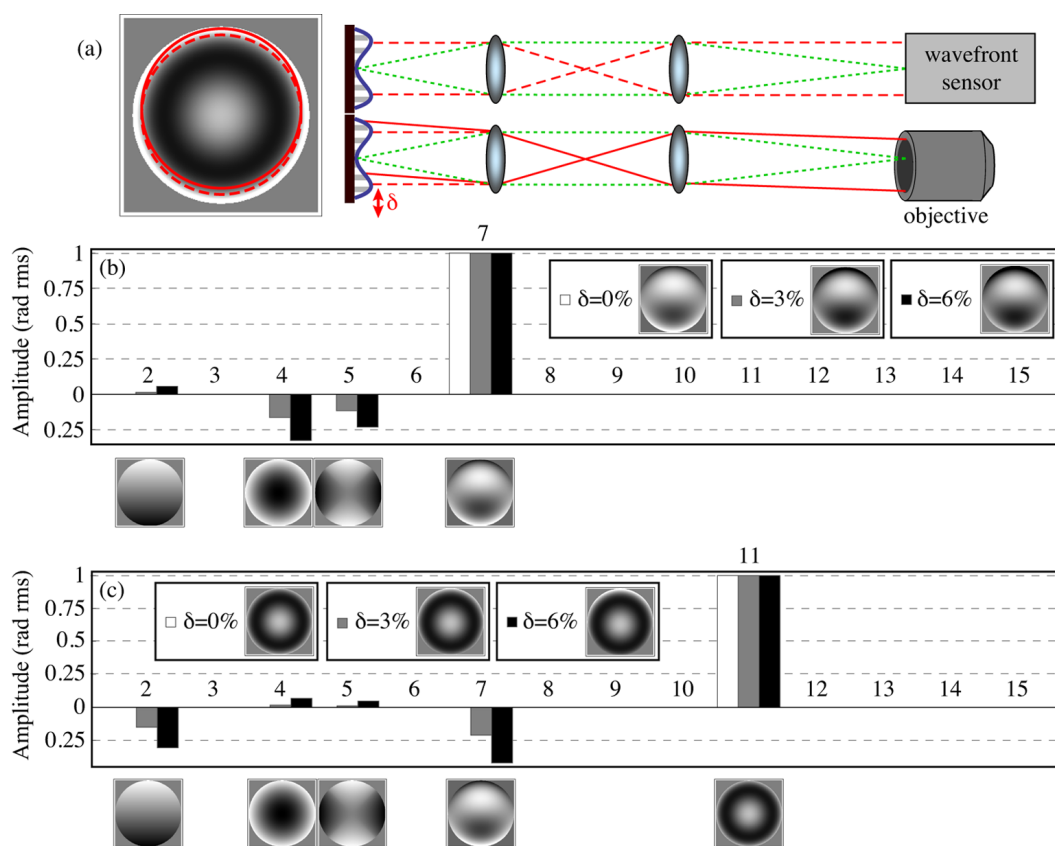 (a)
wavefront
sensor
δ
objective
7
(b)
Amplitude (rad rms)
1
0.75
0.5
0.25
0
0.25
δ=0% δ=3% δ=6%
2 3 4 5 6 8 9 10 11 12 13 14 15
11
(c)
Amplitude (rad rms)
1
0.75
0.5
0.25
0
0.25
δ=0% δ=3% δ=6%
2 3 4 5 6 7 8 9 10 12 13 14 15